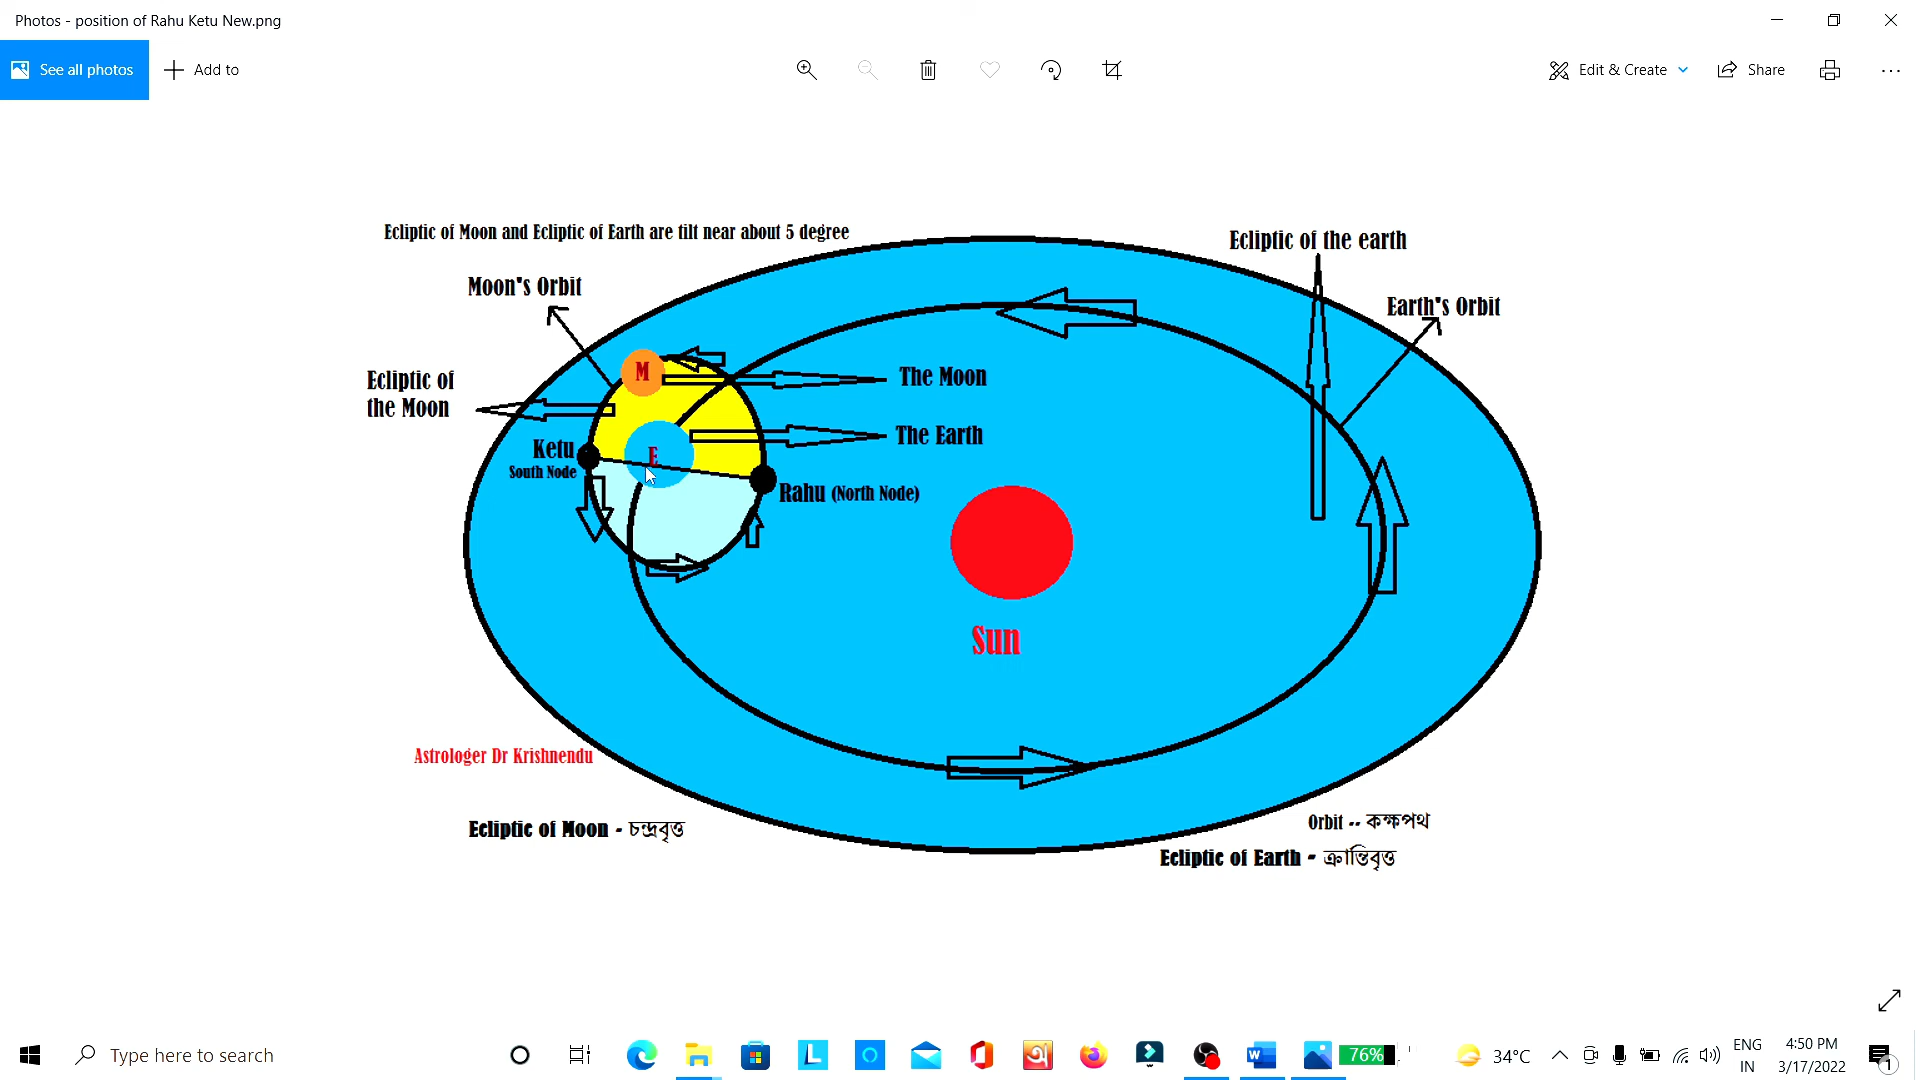 Photos - position of Rahu Ketu New.png
See all photos
Add to
Edit & Create
Share
Ecliptic of Moon and Ecliptic of Earth are tilt near about 5 degree
Ecliptic of the earth
Moon's Orbit
Earth's Orbit
Ecliptic of
the Moon
M
The Moon
Ketu
South Node
E
The Earth
Rahu (North Node)
Sun
Astrologer Dr Krishnendu
Ecliptic of Moon - চন্দ্রবৃত্ত
Orbit -- কক্ষপথ
Ecliptic of Earth - ক্রান্তিবৃত্ত
Type here to search
L
অ
W
76%
34°C
ENG
IN
4:50 PM
3/17/2022
1